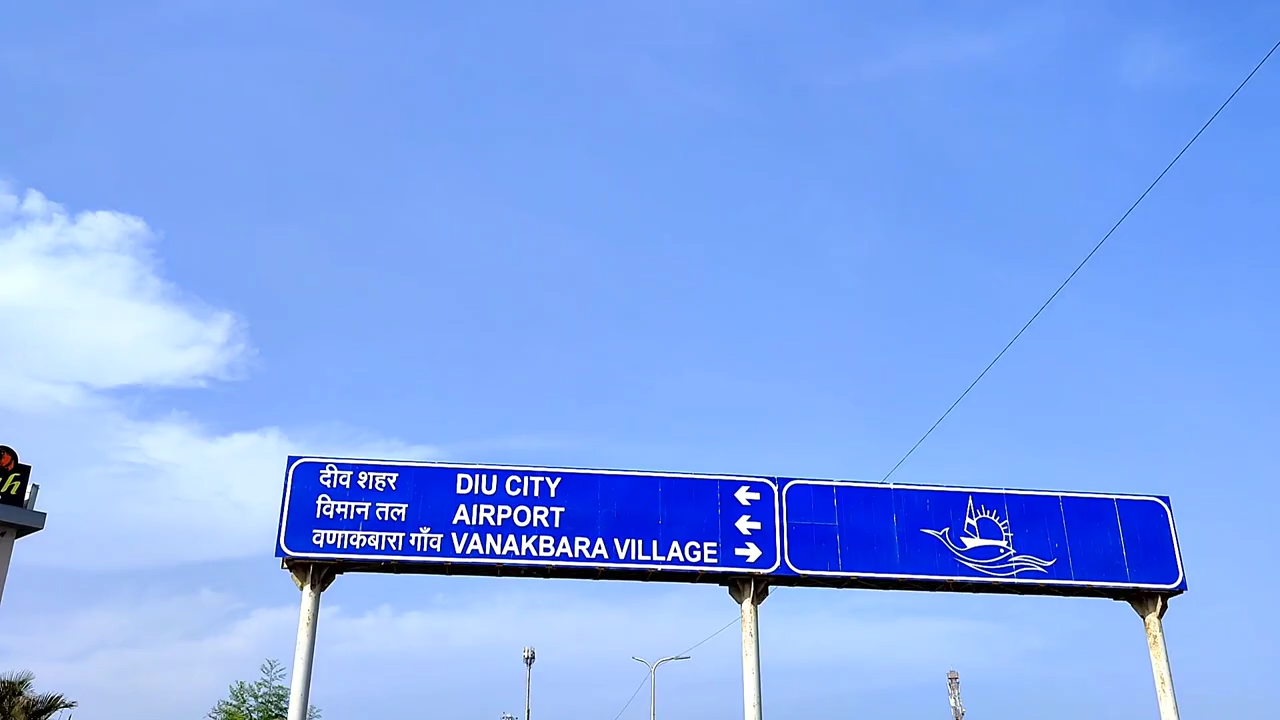 दीव शहर DIU CITY ←
विमान तल AIRPORT ←
वणाकबारा गाँव VANAKBARA VILLAGE →